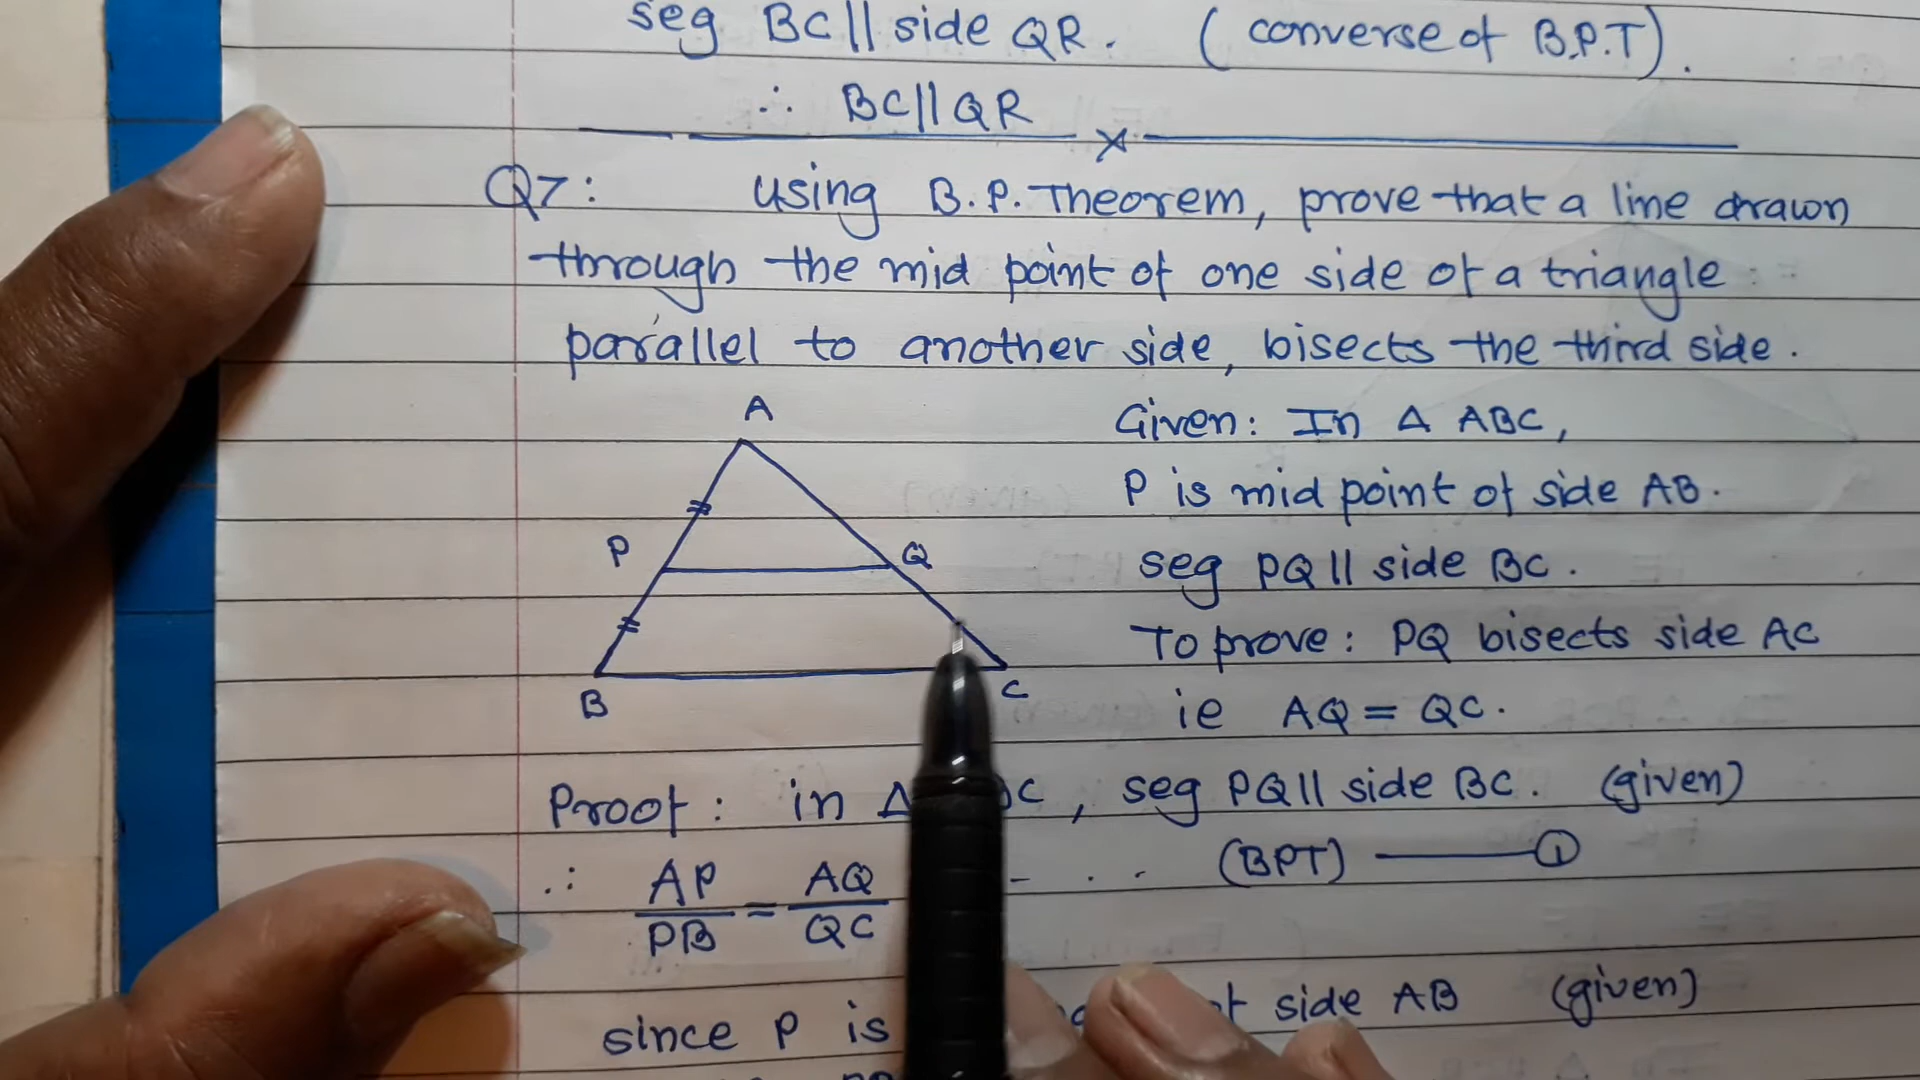 seg BC || side QR. (converse of B.P.T).
∴ BC || QR
Q7: using B.P. Theorem, prove that a line drawn
through the mid point of one side of a triangle
parallel to another side, bisects the third side.
A
P
Q
B
C
Given: In Δ ABC,
P is mid point of side AB.
seg PQ || side BC.
To prove: PQ bisects side AC
ie AQ = QC.
Proof: in Δ C, seg PQ || side BC. (given)
∴ AP/PB = AQ/QC - . . (BPT) —— ①
since P is side AB (given)